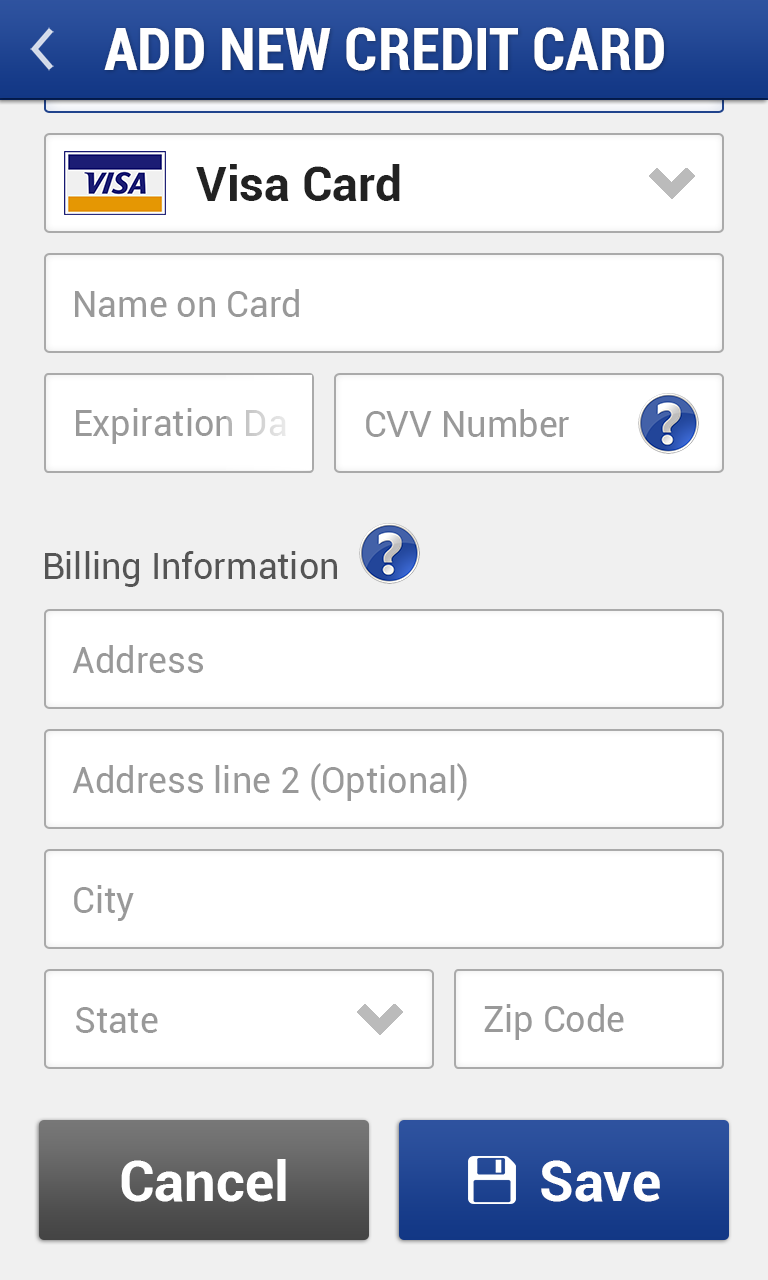 ADD NEW CREDIT CARD
VISA Visa Card
Name on Card
Expiration Da CVV Number ?
Billing Information ?
Address
Address line 2 (Optional)
City
State Zip Code
Cancel Save